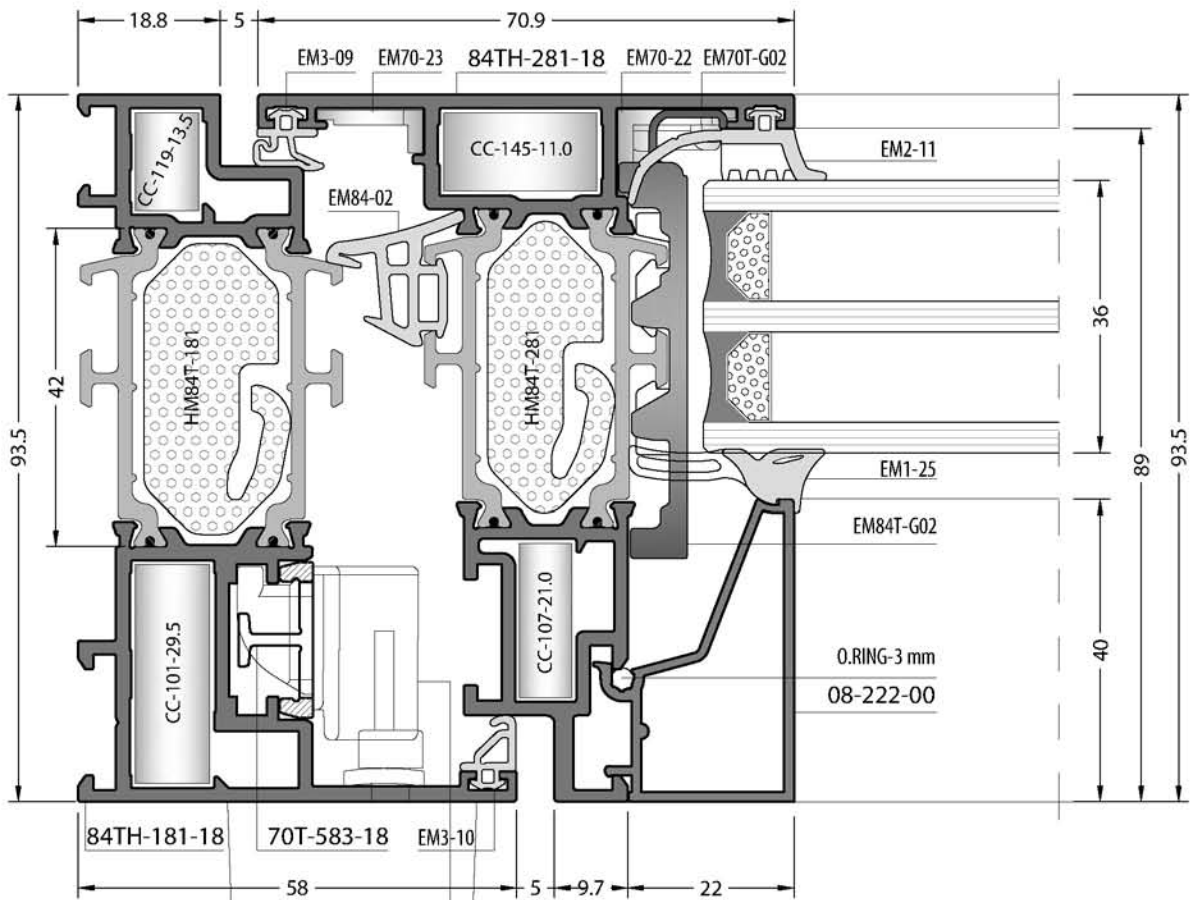 18.8
5
70.9
EM3-09
EM70-23
84TH-281-18
EM70-22
EM70T-G02
CC-119-13.5
CC-145-11.0
EM2-11
EM84-02
HM84T-181
HM84T-281
42
93.5
36
89
93.5
EM1-25
EM84T-G02
CC-101-29.5
CC-107-21.0
O.RING-3 mm
08-222-00
40
84TH-181-18
70T-583-18
EM3-10
58
5
9.7
22